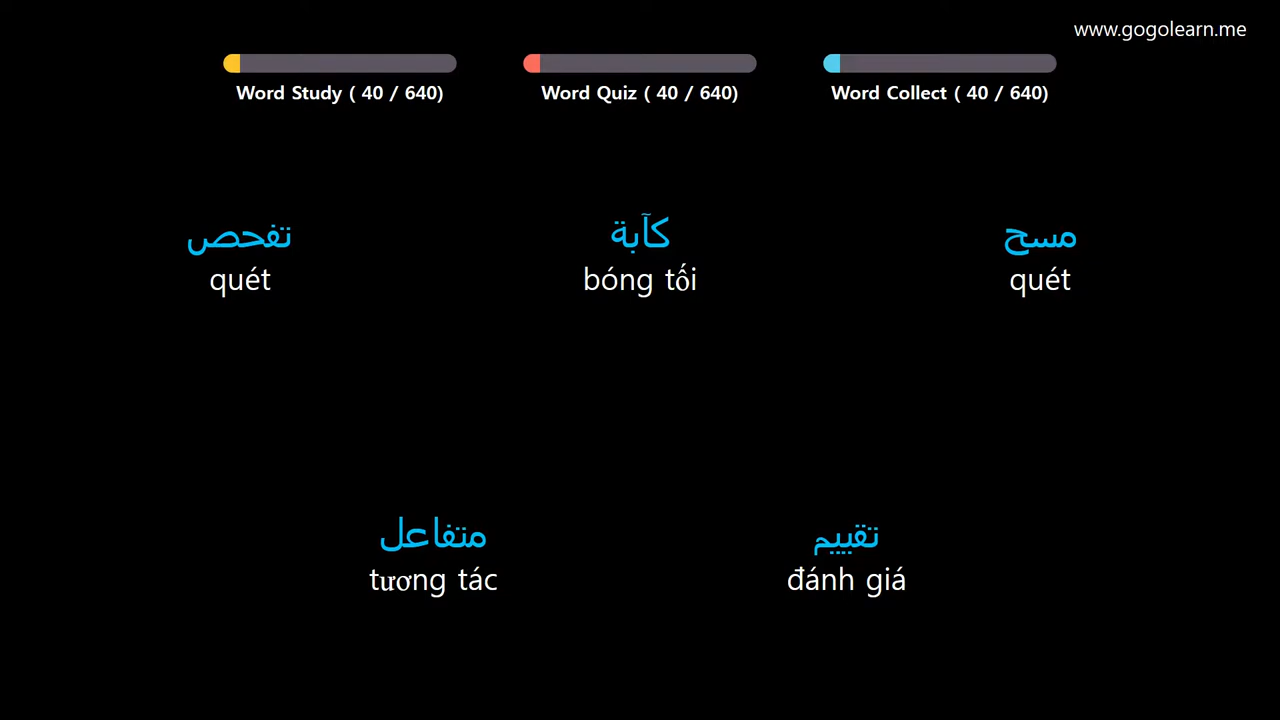 www.gogolearn.me
Word Study ( 40 / 640)
Word Quiz ( 40 / 640)
Word Collect ( 40 / 640)
تفحص
quét
كآبة
bóng tối
مسح
quét
متفاعل
tương tác
تقييم
đánh giá